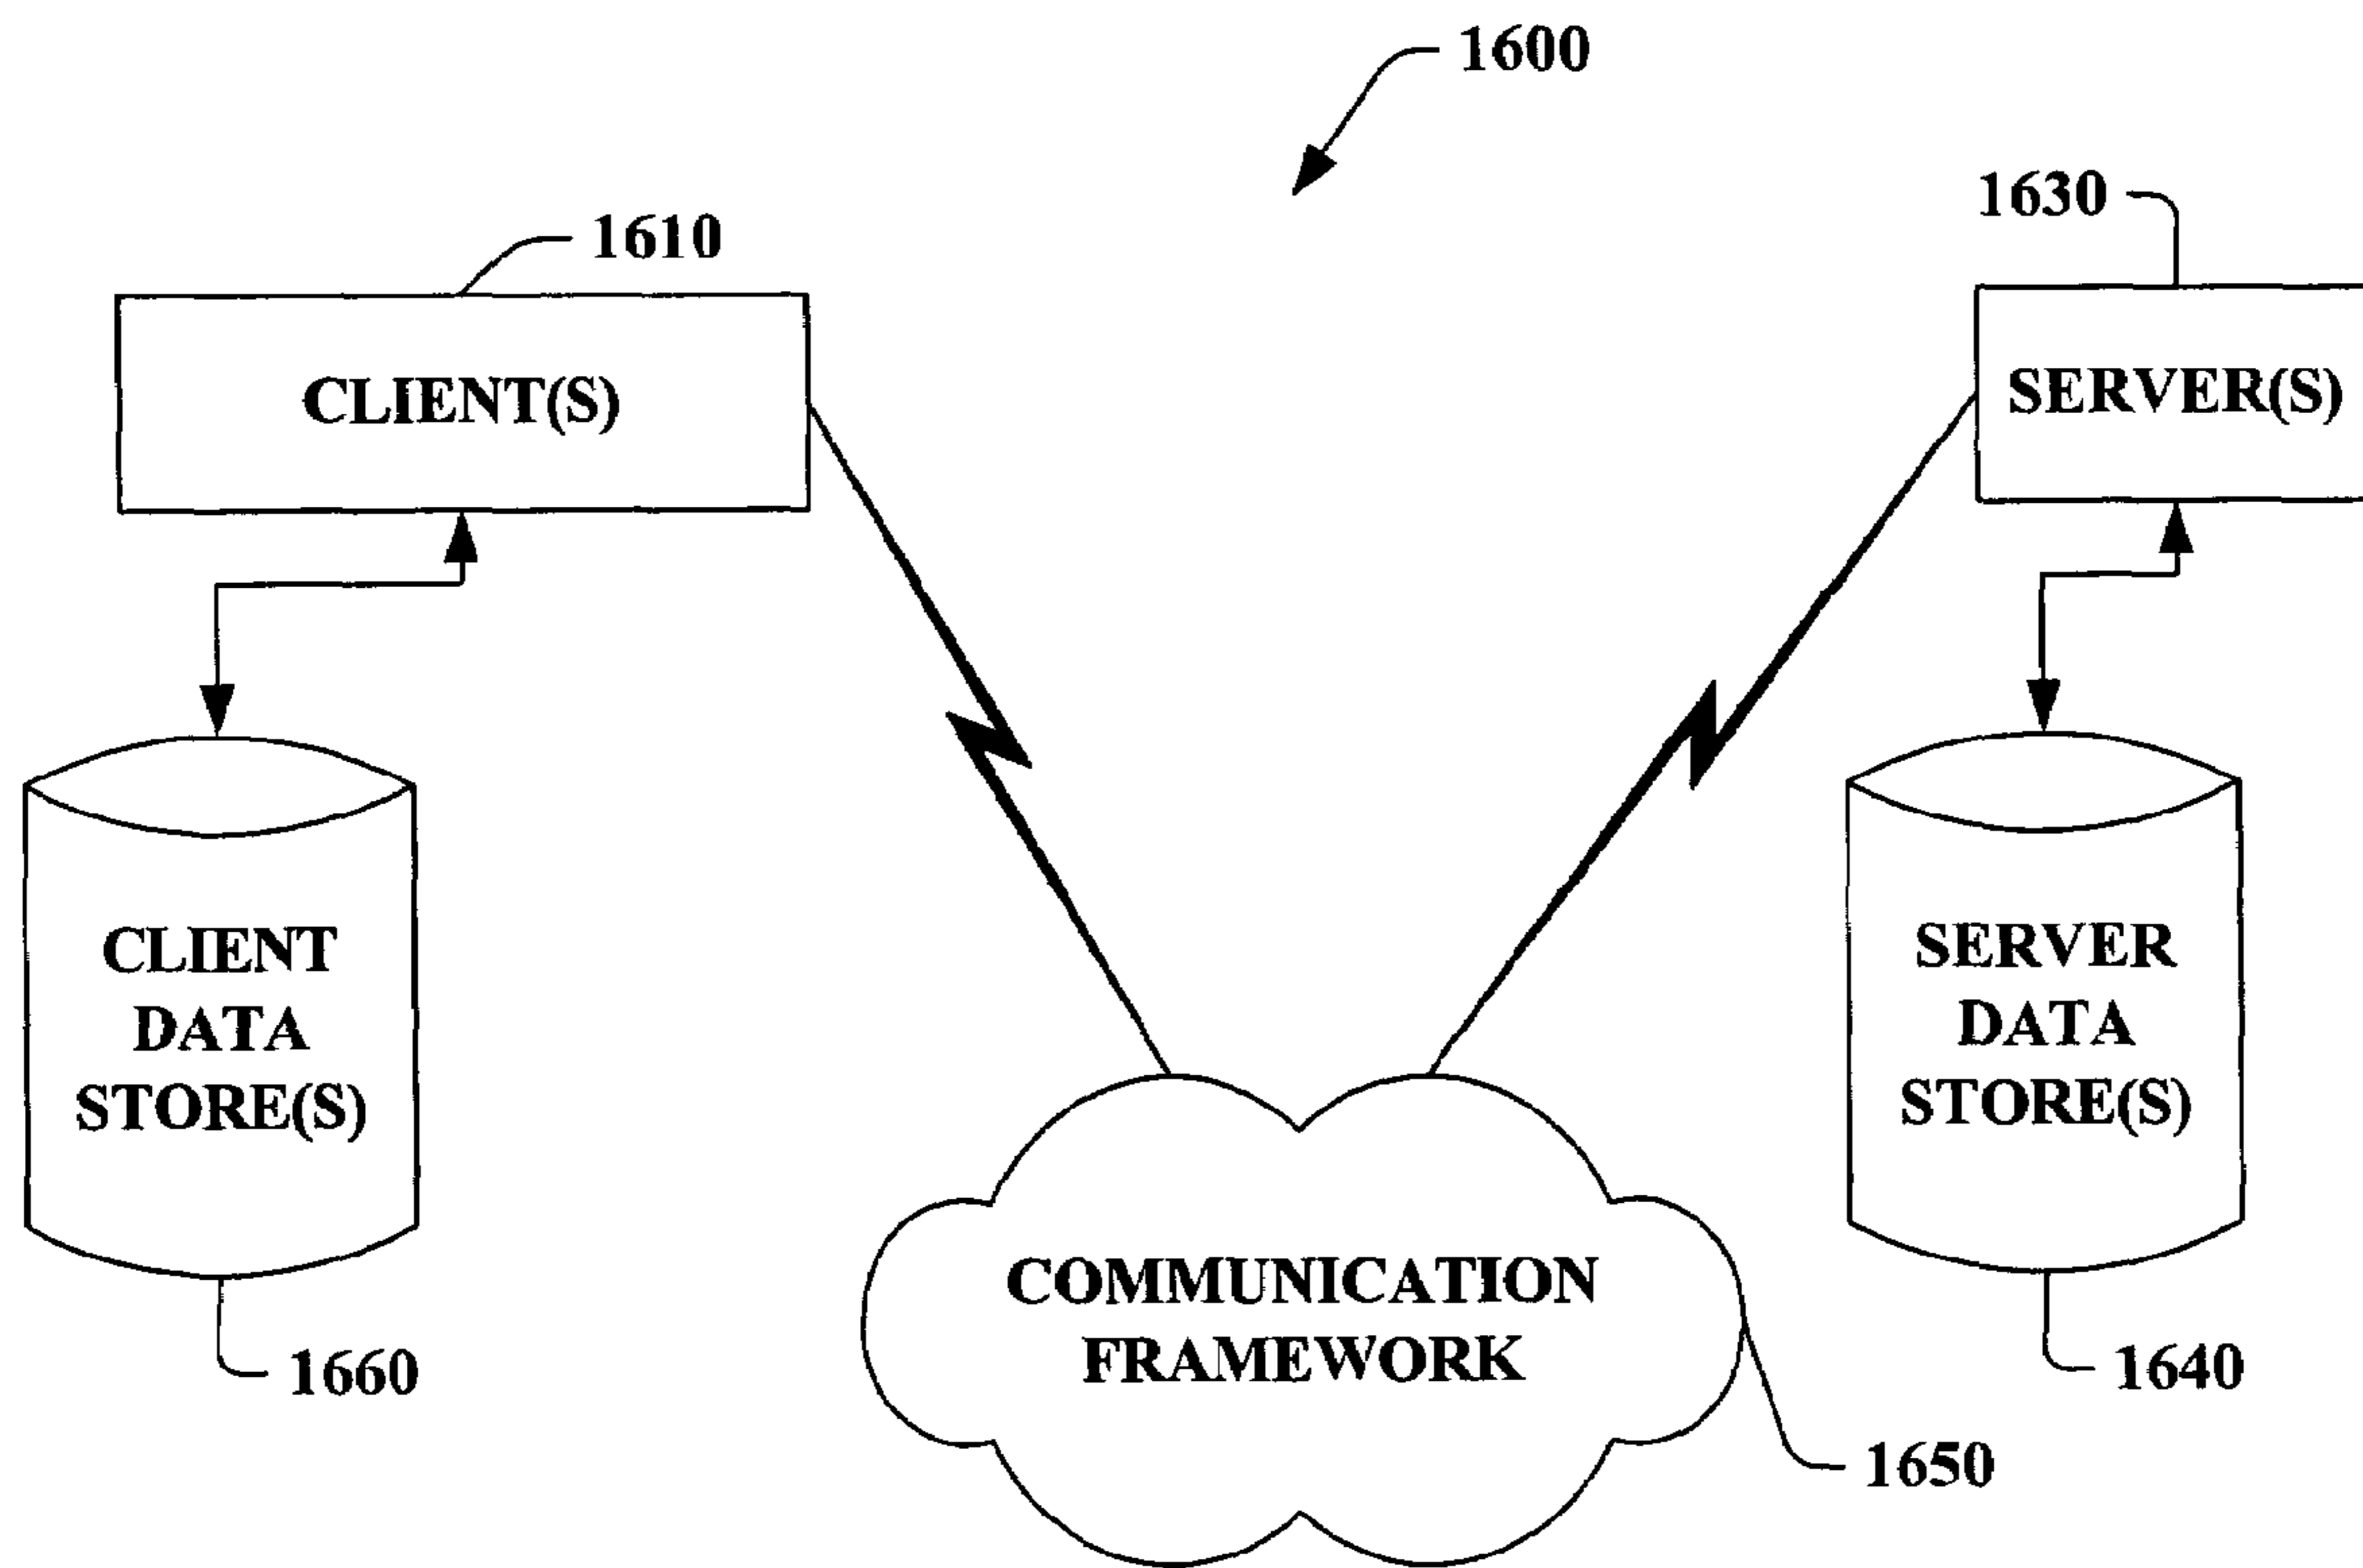 1600
1630
1610
CLIENT(S)
SERVER(S)
CLIENT
DATA
STORE(S)
SERVER
DATA
STORE(S)
COMMUNICATION
FRAMEWORK
1660
1640
1650